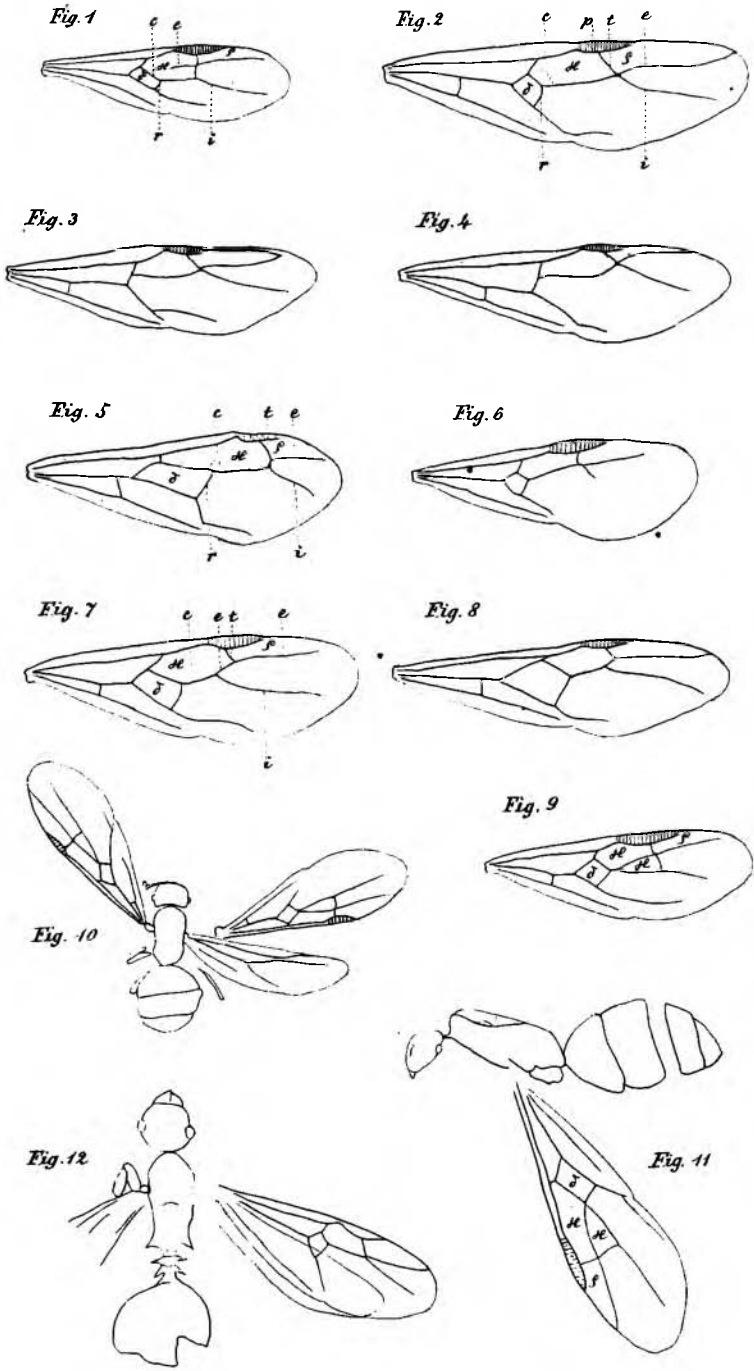 Fig. 1
c e
ϰ ρ
δ
r i
Fig. 2
c p t e
ϰ ρ
δ
r i
Fig. 3
Fig. 4
Fig. 5
c t e
ϰ ρ
δ
r i
Fig. 6
Fig. 7
c e t e
ϰ ρ
δ
i
Fig. 8
Fig. 9
ϰ ρ
δ ϰ
Fig. 10
Fig. 11
δ
ϰ ϰ
ρ
Fig. 12